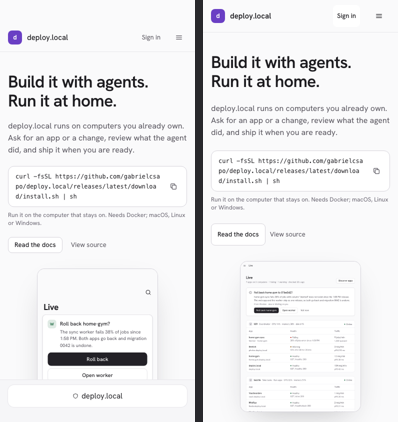 d deploy.local
Sign in
Build it with agents.
Run it at home.
deploy.local runs on computers you already own.
Ask for an app or a change, review what the agent
did, and ship it when you are ready.
curl -fsSL https://github.com/gabrielcsa
po/deploy.local/releases/latest/downloa
d/install.sh | sh
Run it on the computer that stays on. Needs Docker; macOS, Linux
or Windows.
Read the docs
View source
Live
Roll back home gym?
The sync worker fails 38% of jobs since
1:56 PM. Both apps go back and migration
0042 is undone.
Roll back
Open worker
deploy.local
d deploy.local
Sign in
Build it with agents.
Run it at home.
deploy.local runs on computers you already own.
Ask for an app or a change, review what the agent
did, and ship it when you are ready.
curl -fsSL https://github.com/gabrielcsa
po/deploy.local/releases/latest/downloa
d/install.sh | sh
Run it on the computer that stays on. Needs Docker; macOS, Linux
or Windows.
Read the docs
View source
Live